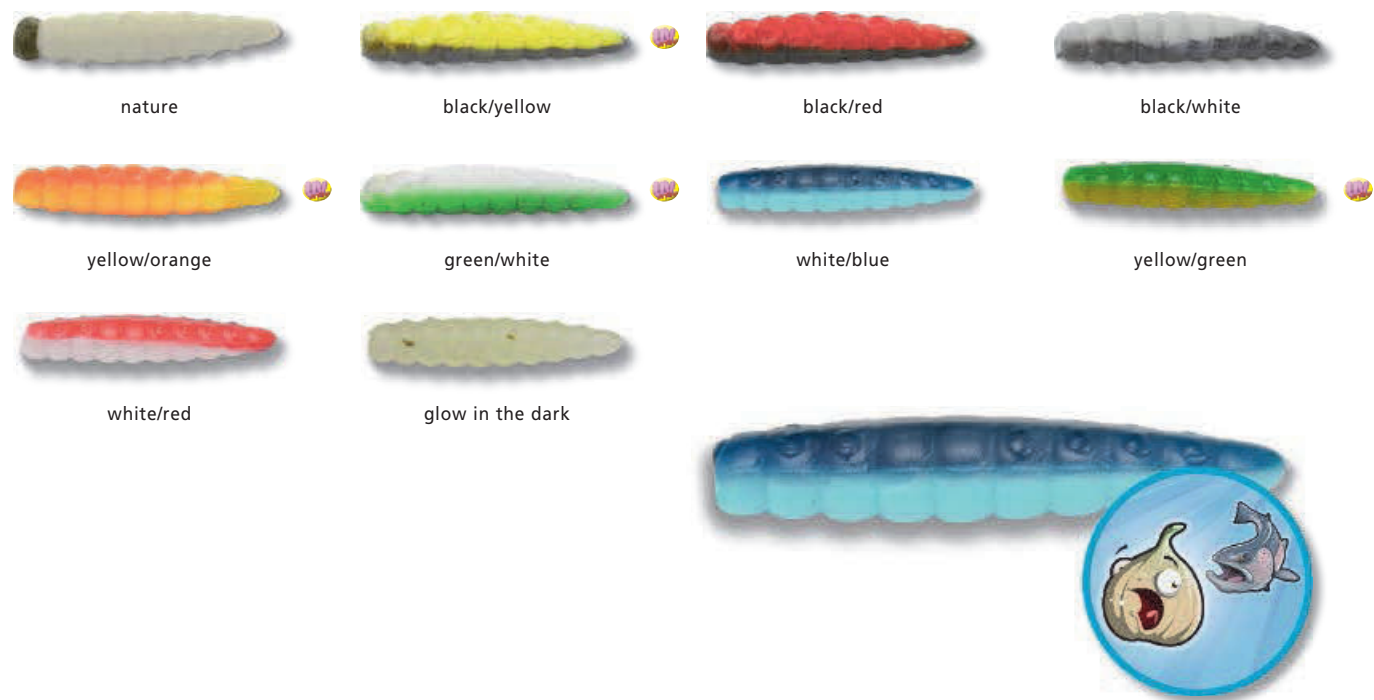 nature
black/yellow
black/red
black/white
yellow/orange
green/white
white/blue
yellow/green
white/red
glow in the dark